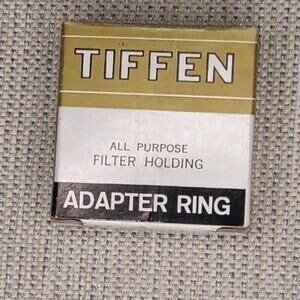 TIFFEN
ALL PURPOSE
FILTER HOLDING
ADAPTER RING